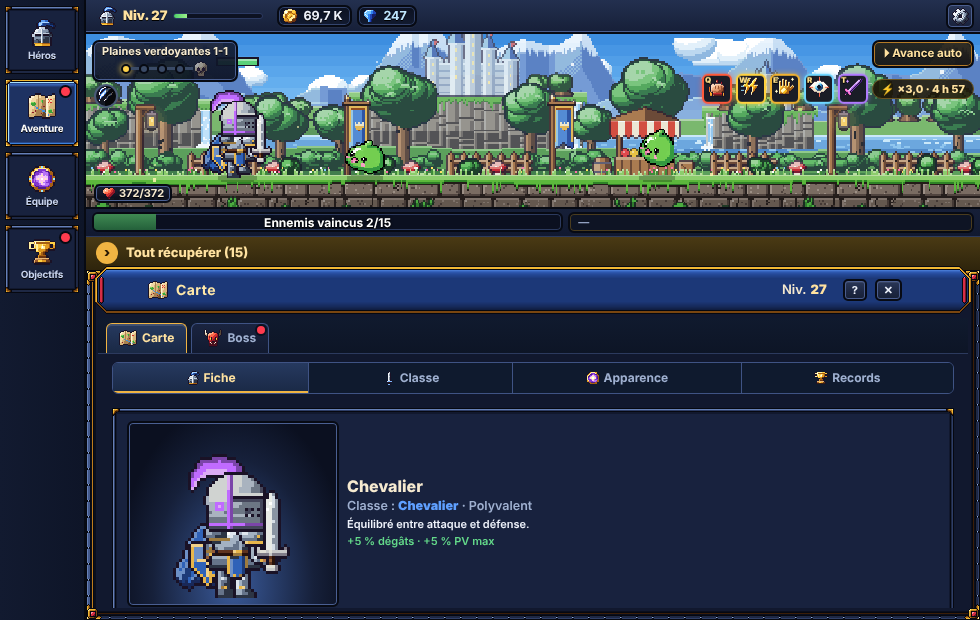 Niv. 27
69,7 K
247
Héros
Aventure
Équipe
Objectifs
Plaines verdoyantes 1-1
Avance auto
Q
W
E
R
T
×3,0 · 4 h 57
372/372
Ennemis vaincus 2/15
—
Tout récupérer (15)
Carte
Niv. 27
?
×
Carte
Boss
Fiche
Classe
Apparence
Records
Chevalier
Classe : Chevalier · Polyvalent
Équilibré entre attaque et défense.
+5 % dégâts · +5 % PV max